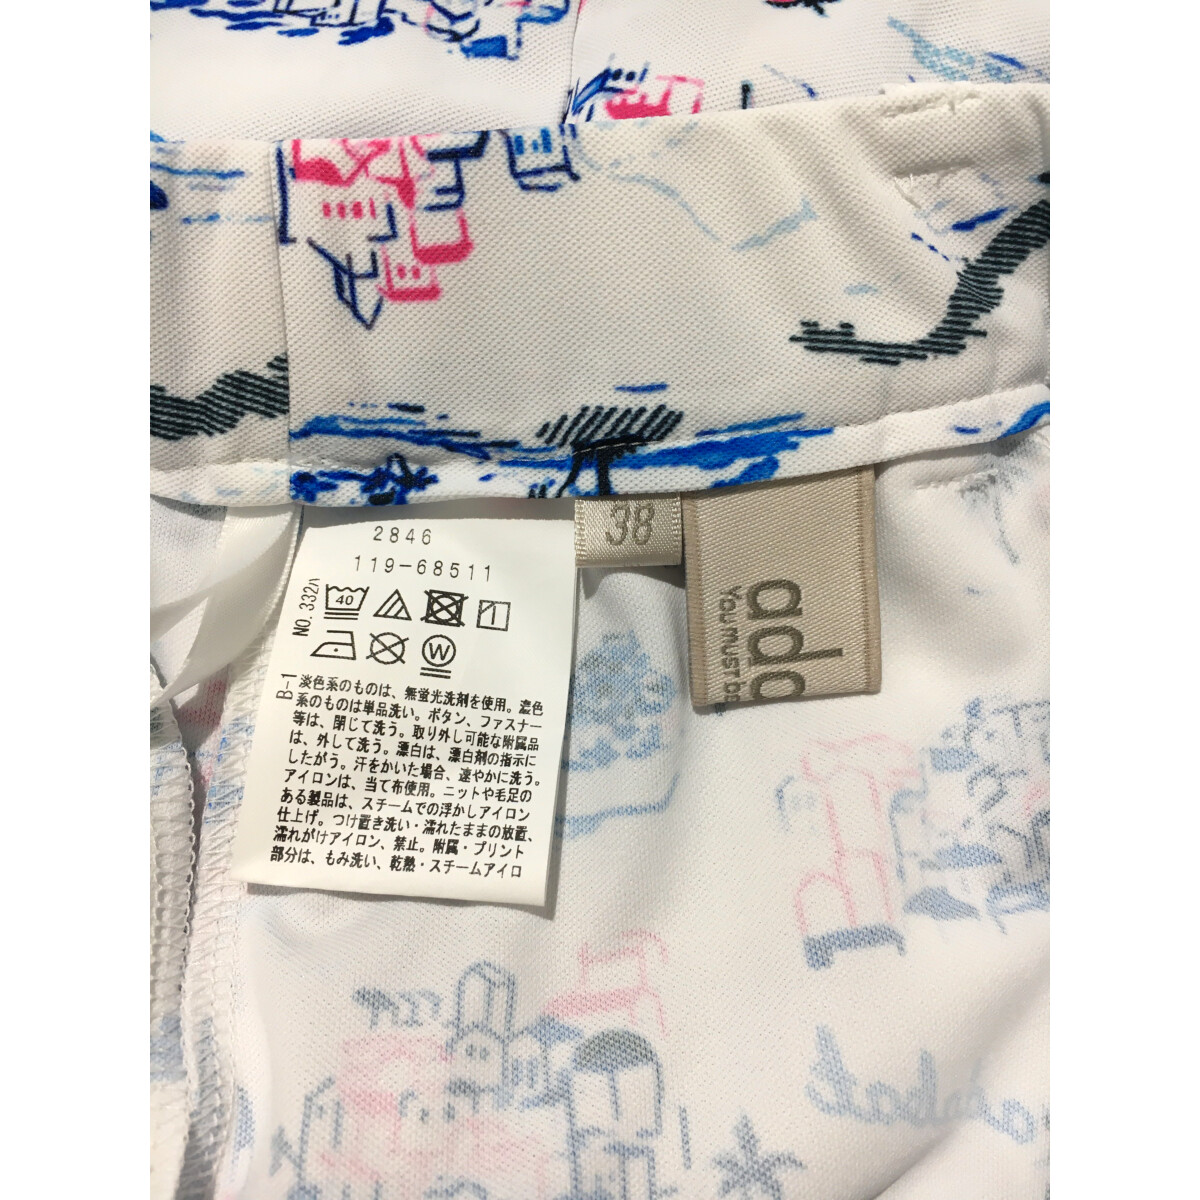 2846
119-68511
NO. 332ハ
40
W
B-1
淡色系のものは、無蛍光洗剤を使用。濃色
系のものは単品洗い。ボタン、ファスナー
等は、閉じて洗う。取り外し可能な附属品
は、外して洗う。漂白は、漂白剤の指示に
したがう。汗をかいた場合、速やかに洗う。
アイロンは、当て布使用。ニットや毛足の
ある製品は、スチームでの浮かしアイロン
仕上げ。つけ置き洗い・濡れたままの放置、
濡れがけアイロン、禁止。附属・プリント
部分は、もみ洗い、乾熱・スチームアイロ
38
ado
YOU MUST